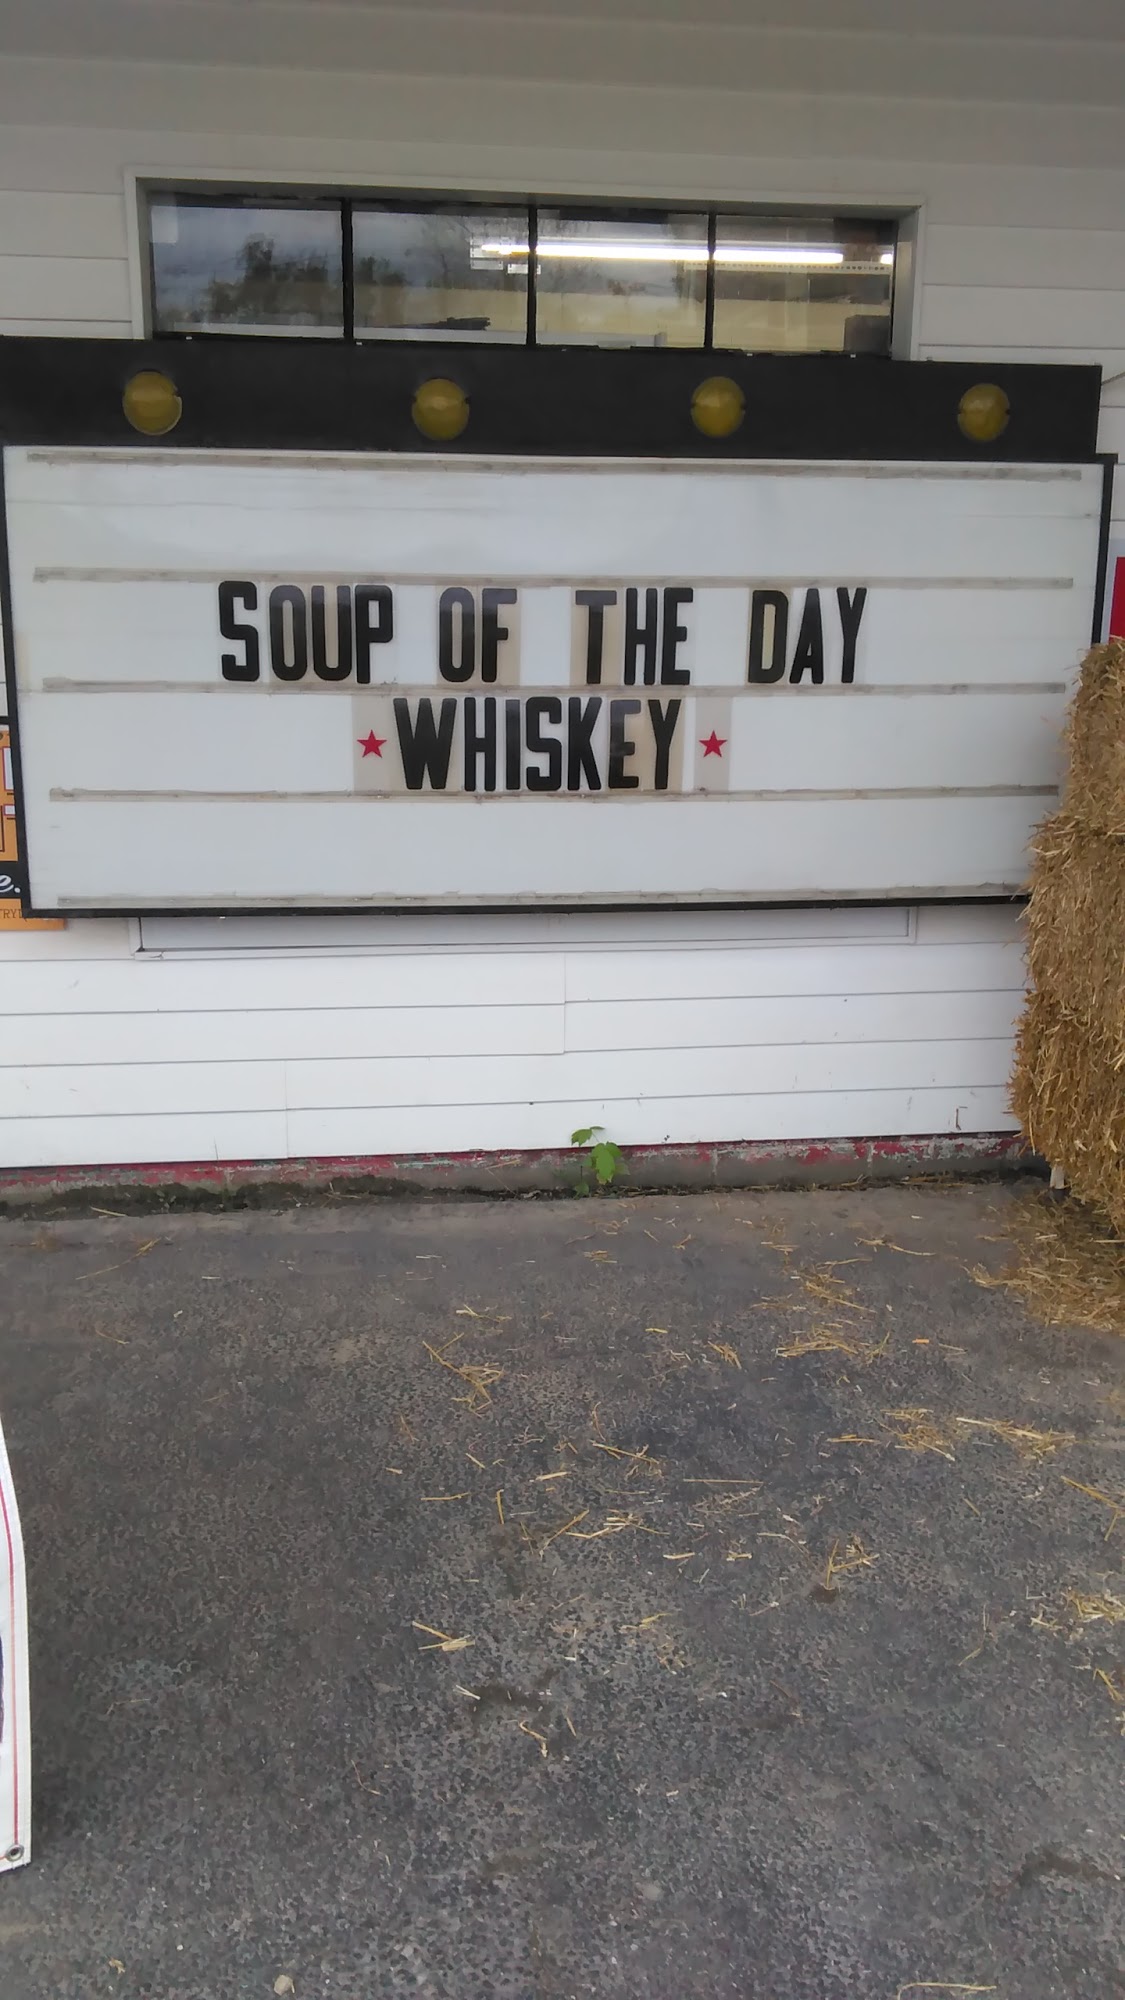 SOUP OF THE DAY
★WHISKEY★
e.